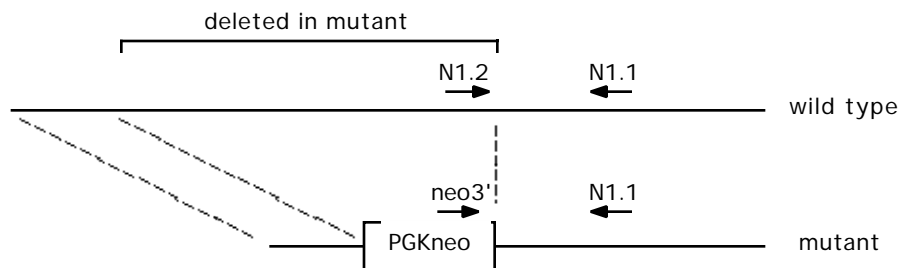 deleted in mutant
N1.2 N1.1
wild type
neo3' N1.1
PGKneo mutant